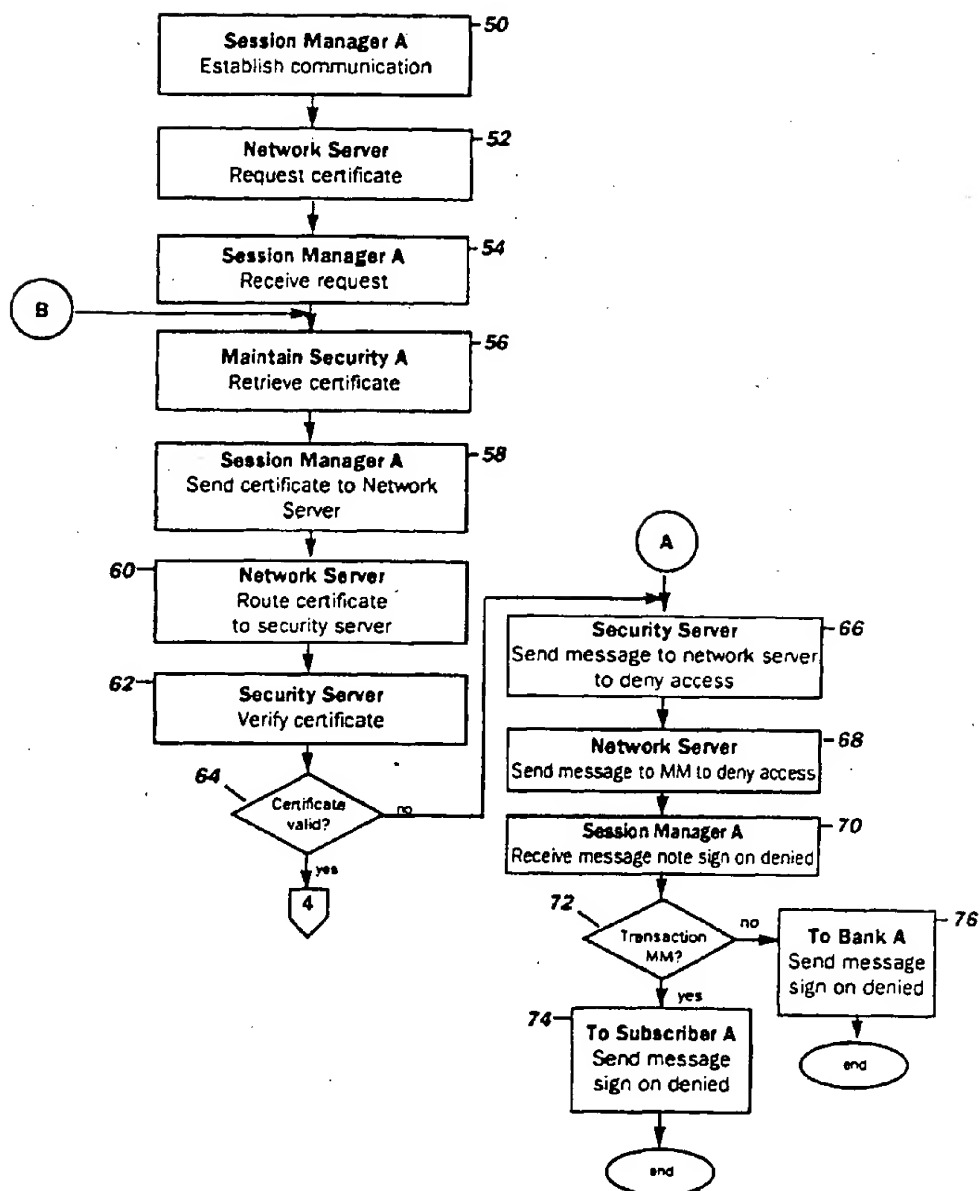 50
Session Manager A
Establish communication
52
Network Server
Request certificate
54
Session Manager A
Receive request
B
56
Maintain Security A
Retrieve certificate
58
Session Manager A
Send certificate to Network
Server
60
Network Server
Route certificate
to security server
62
Security Server
Verify certificate
64
Certificate
valid?
no
yes
4
A
66
Security Server
Send message to network server
to deny access
68
Network Server
Send message to MM to deny access
70
Session Manager A
Receive message note sign on denied
72
Transaction
MM?
no
yes
76
To Bank A
Send message
sign on denied
end
74
To Subscriber A
Send message
sign on denied
end